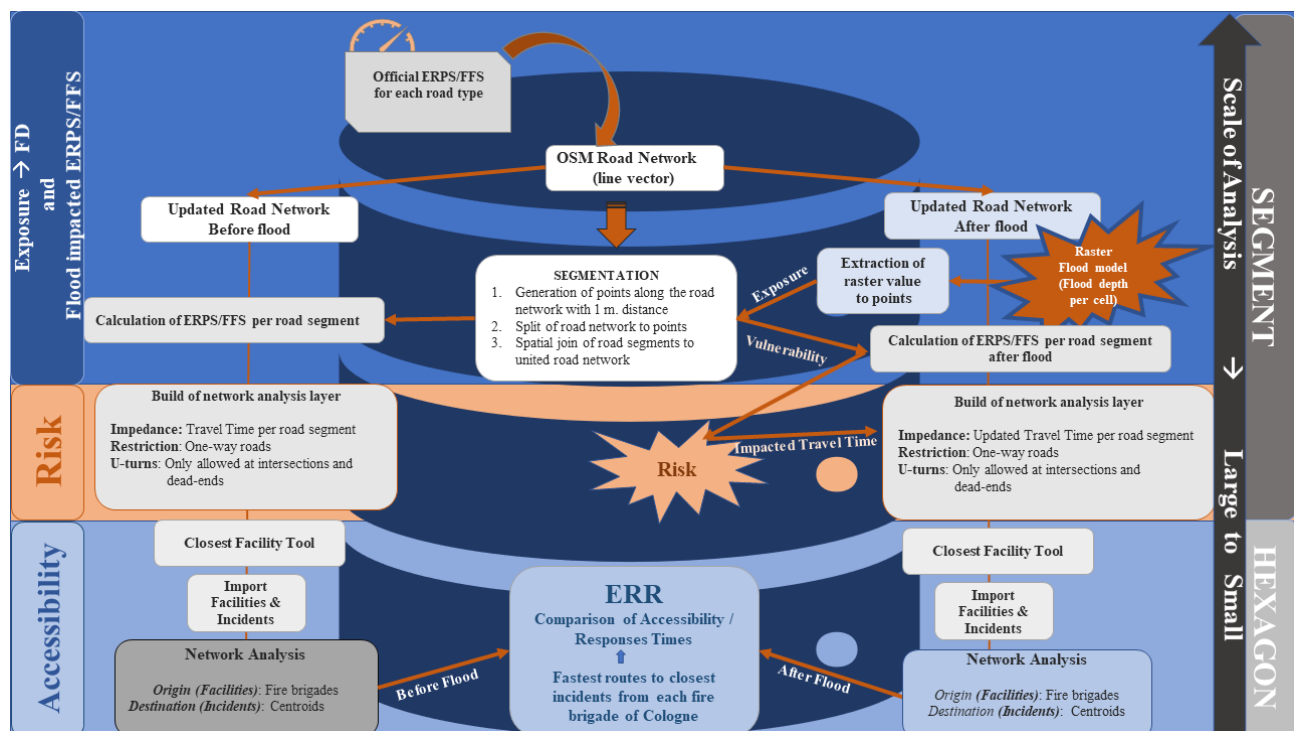 Exposure → FD
and
Flood impacted ERPS/FFS
Official ERPS/FFS
for each road type
OSM Road Network
(line vector)
Updated Road Network
Before flood
Updated Road Network
After flood
Raster
Flood model
(Flood depth
per cell)
Extraction of
raster value
to points
Exposure
SEGMENTATION
1. Generation of points along the road
network with 1 m. distance
2. Split of road network to points
3. Spatial join of road segments to
united road network
Vulnerability
Calculation of ERPS/FFS per road segment
Calculation of ERPS/FFS per road segment
after flood
Scale of Analysis → Large to Small
SEGMENT
HEXAGON
Risk
Build of network analysis layer
Impedance: Travel Time per road segment
Restriction: One-way roads
U-turns: Only allowed at intersections and
dead-ends
Risk
Impacted Travel Time
Build of network analysis layer
Impedance: Updated Travel Time per road segment
Restriction: One-way roads
U-turns: Only allowed at intersections and
dead-ends
Accessibility
Closest Facility Tool
Import
Facilities &
Incidents
Network Analysis
Origin (Facilities): Fire brigades
Destination (Incidents): Centroids
Before Flood
ERR
Comparison of Accessibility /
Responses Times
Fastest routes to closest
incidents from each fire
brigade of Cologne
After Flood
Closest Facility Tool
Import
Facilities &
Incidents
Network Analysis
Origin (Facilities): Fire brigades
Destination (Incidents): Centroids